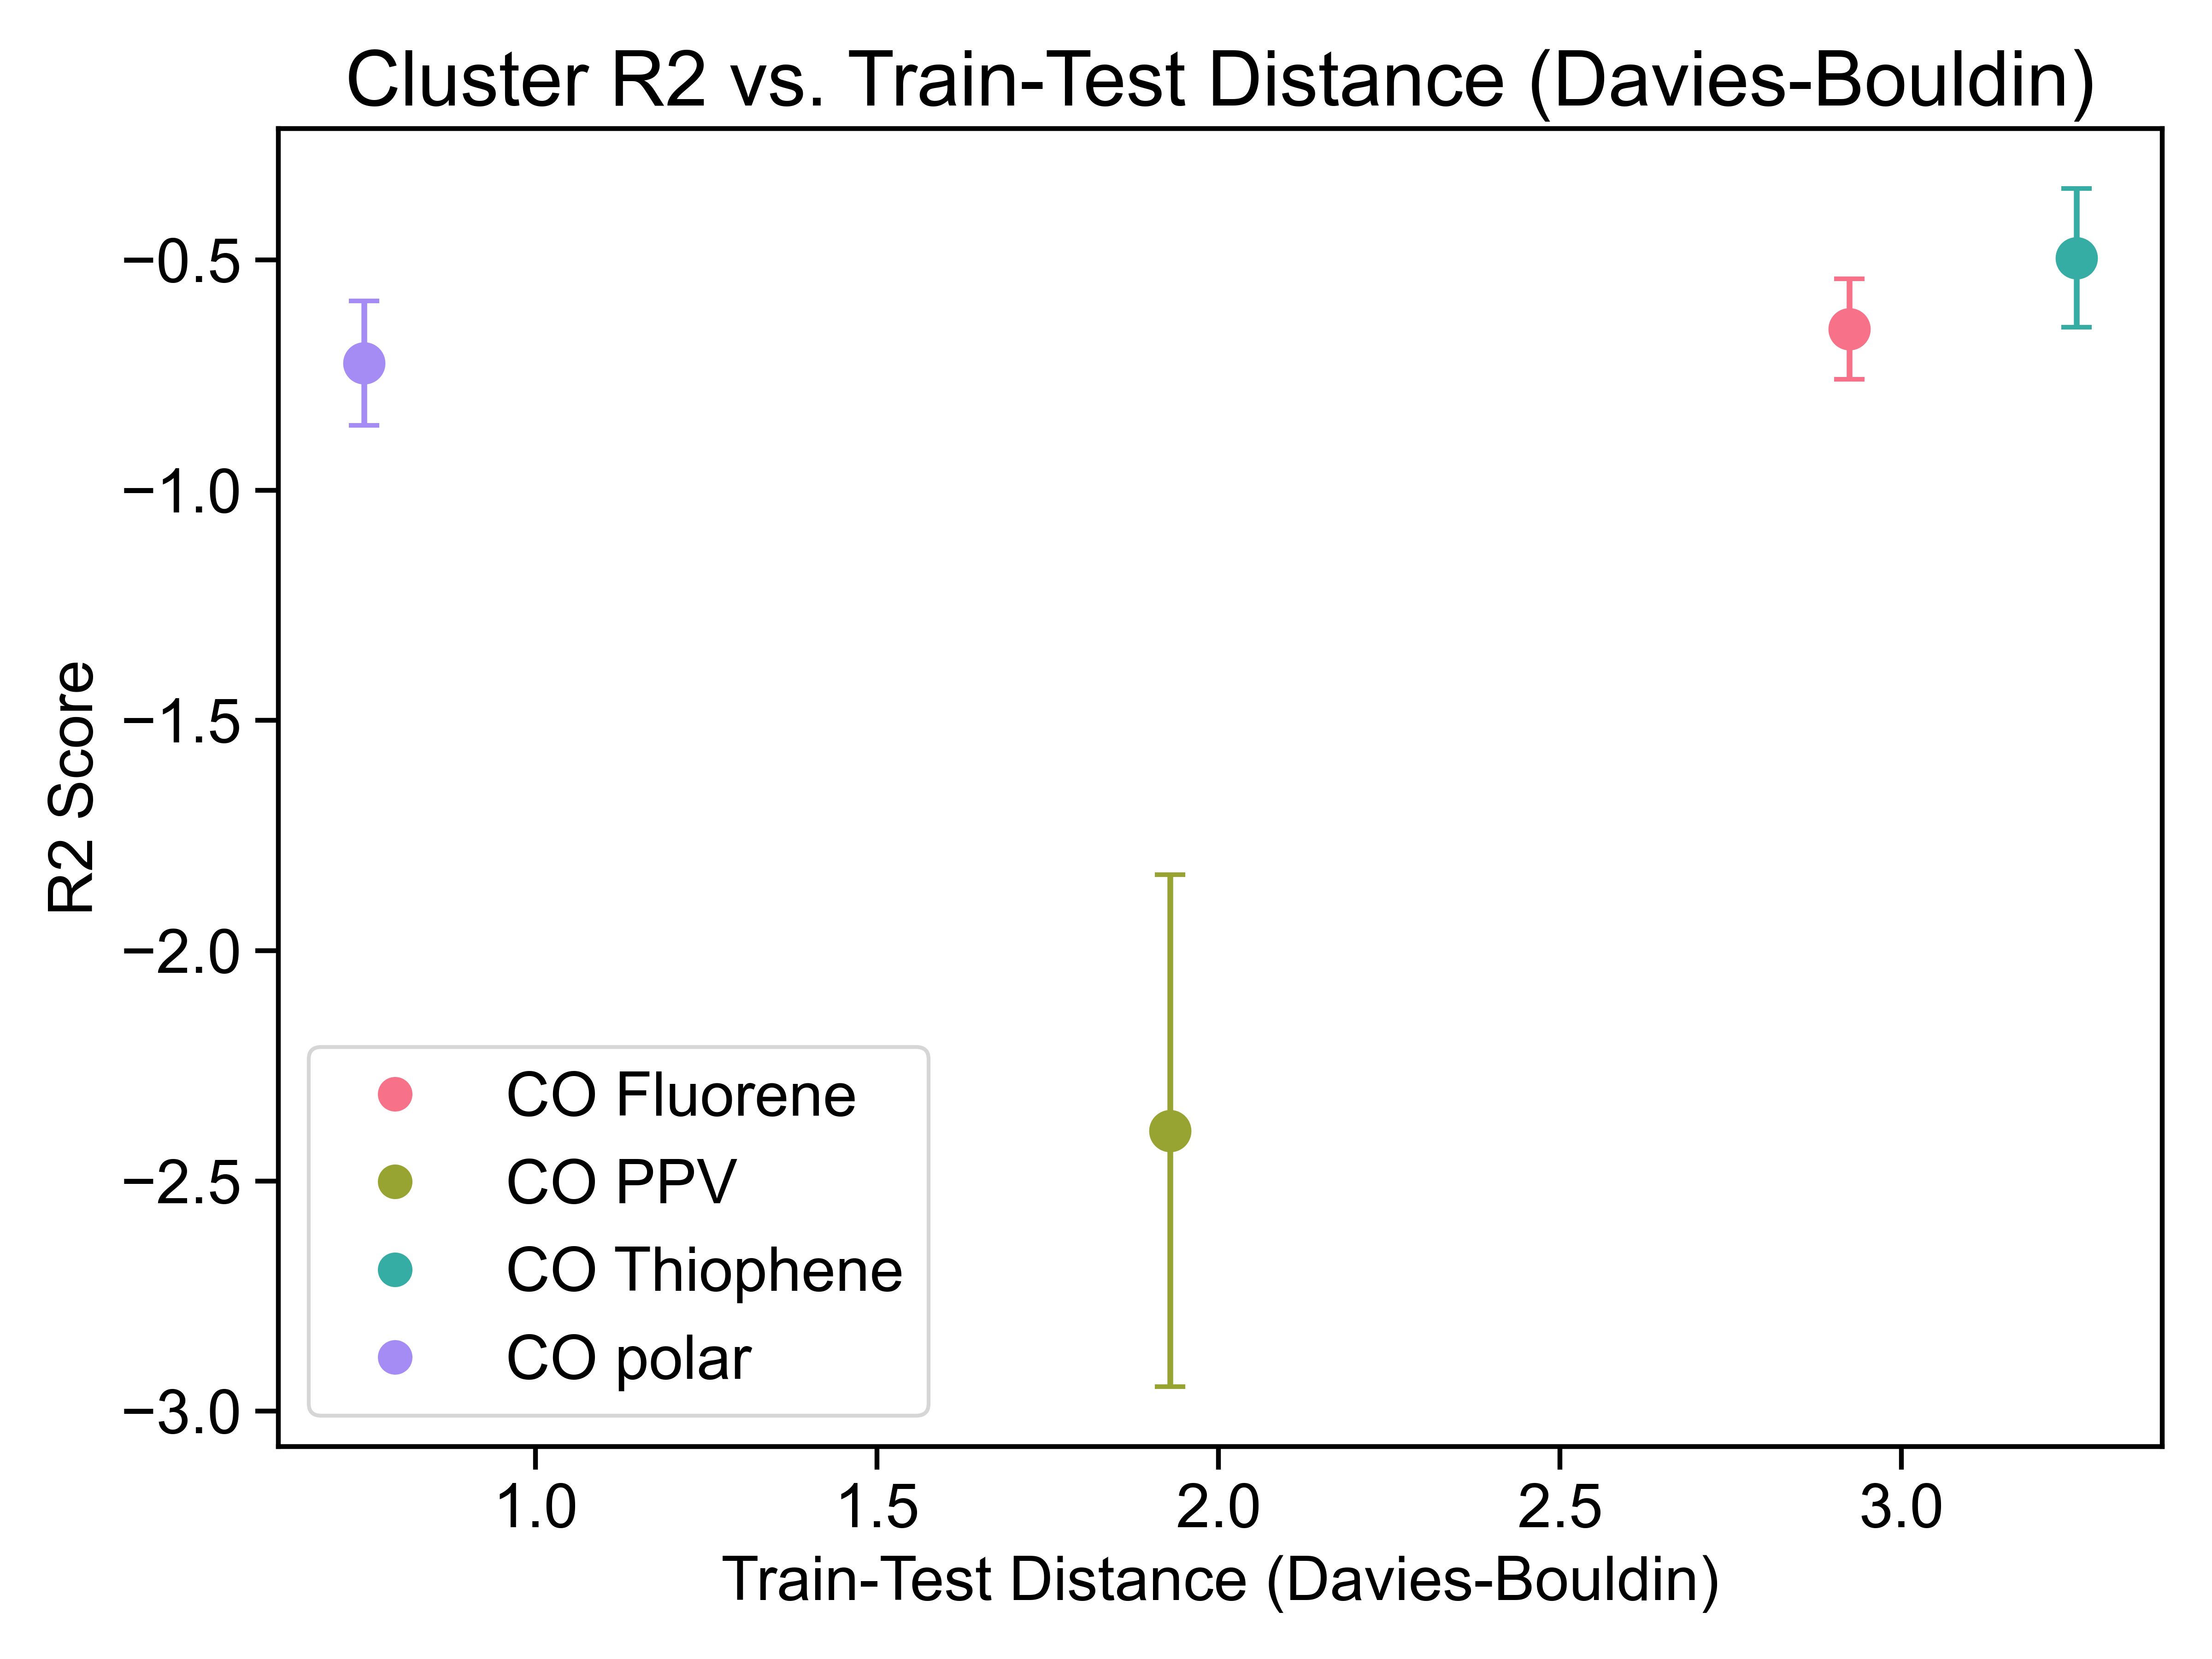 Cluster R2 vs. Train-Test Distance (Davies-Bouldin)
R2 Score
−0.5
−1.0
−1.5
−2.0
−2.5
−3.0
CO Fluorene
CO PPV
CO Thiophene
CO polar
1.0 1.5 2.0 2.5 3.0
Train-Test Distance (Davies-Bouldin)